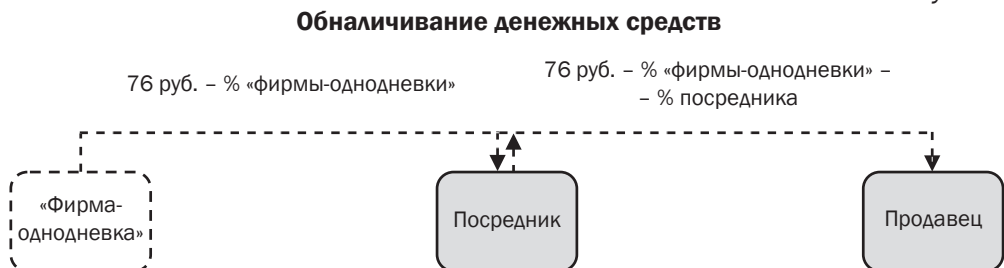 Обналичивание денежных средств
76 руб. – % «фирмы-однодневки»
76 руб. – % «фирмы-однодневки» –
– % посредника
«Фирма-
однодневка»
Посредник
Продавец